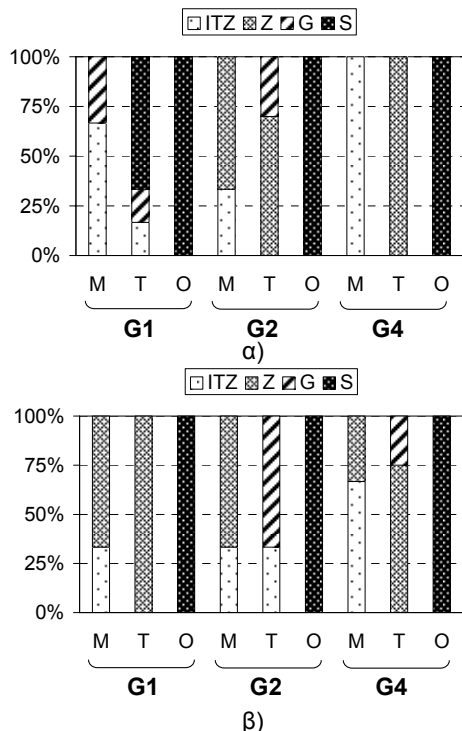 ITZ Z G S
100%
75%
50%
25%
0%
M T O M T O M T O
G1 G2 G4
α)
ITZ Z G S
100%
75%
50%
25%
0%
M T O M T O M T O
G1 G2 G4
β)